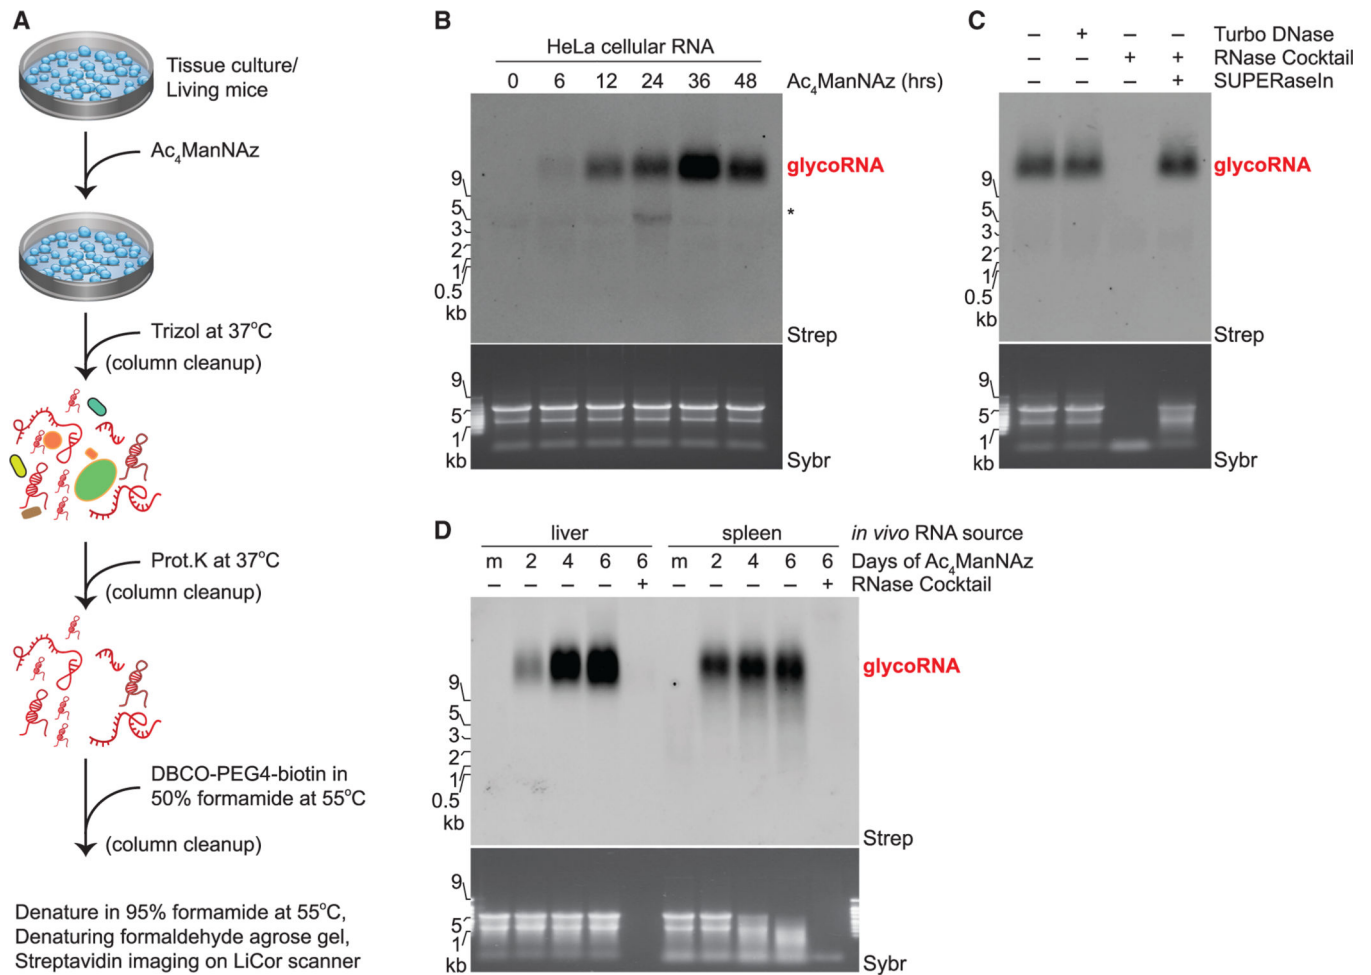 A
Tissue culture/
Living mice
Ac4ManNAz
Trizol at 37°C
(column cleanup)
Prot.K at 37°C
(column cleanup)
DBCO-PEG4-biotin in
50% formamide at 55°C
(column cleanup)
Denature in 95% formamide at 55°C,
Denaturing formaldehyde agrose gel,
Streptavidin imaging on LiCor scanner
B
HeLa cellular RNA
0 6 12 24 36 48 Ac4ManNAz (hrs)
glycoRNA
9
5
3
2
1
0.5
kb
*
Strep
9
5
1
kb
Sybr
C
– + – – Turbo DNase
– – + + RNase Cocktail
– – – + SUPERaseIn
glycoRNA
9
5
3
2
1
0.5
kb
Strep
9
5
1
kb
Sybr
D
liver spleen in vivo RNA source
m 2 4 6 6 m 2 4 6 6 Days of Ac4ManNAz
– – – – + – – – – + RNase Cocktail
glycoRNA
9
5
3
2
1
0.5
kb
Strep
9
5
1
kb
Sybr